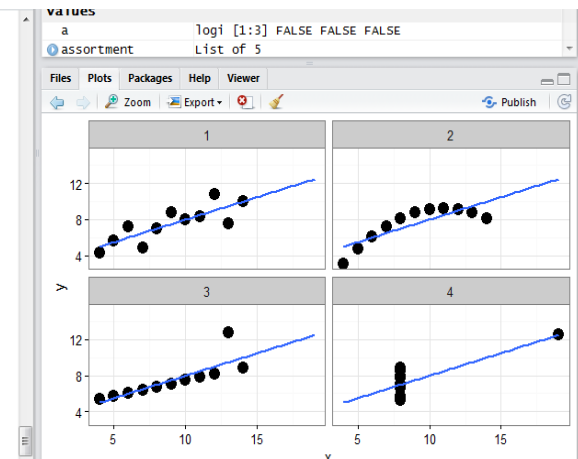 Values
a logi [1:3] FALSE FALSE FALSE
assortment List of 5
Files Plots Packages Help Viewer
Zoom Export Publish
1 2
12
8
4
y
3 4
12
8
4
5 10 15 5 10 15
x